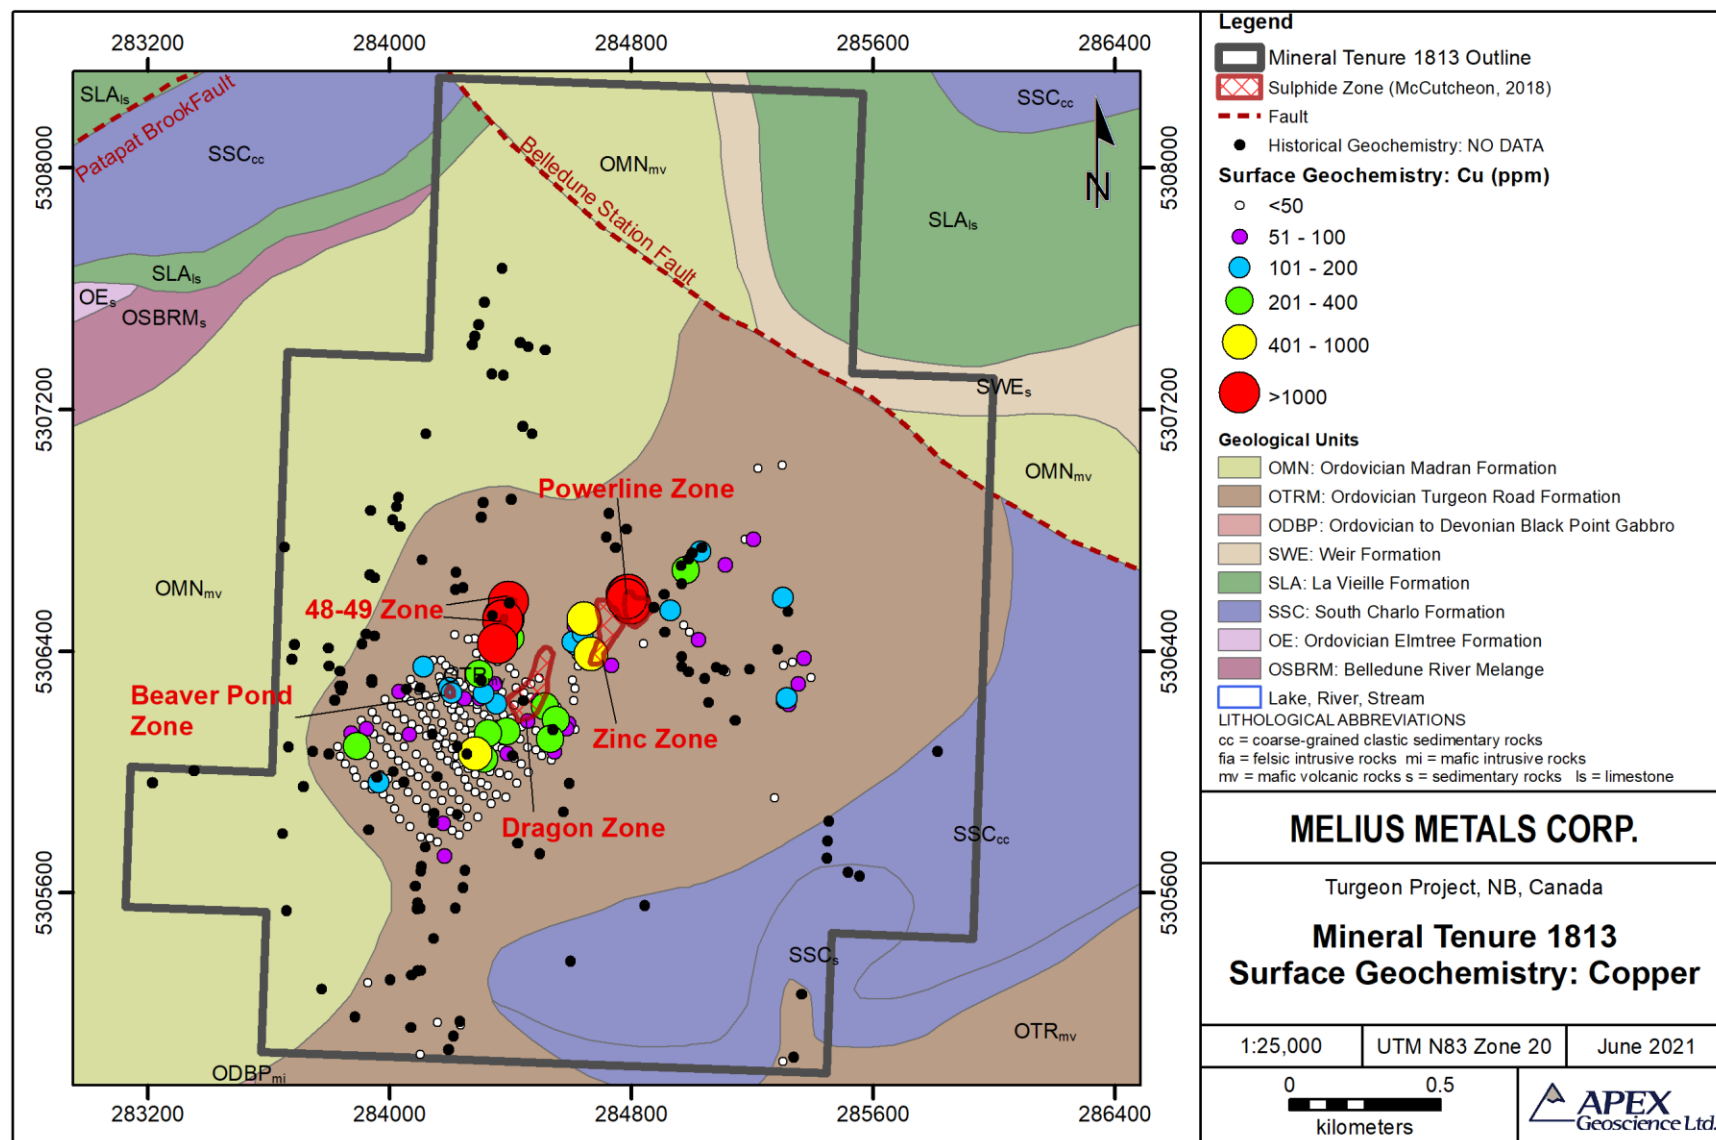 283200 284000 284800 285600 286400
SLAls
Patapat BrookFault
SSCcc
SSCcc
OMNmv
5308000
5308000
Belledune Station Fault
N
SLAls
SLAls
OEs
OSBRMs
5307200
5307200
SWEs
OMNmv
Powerline Zone
OMNmv
48-49 Zone
5306400
5306400
Beaver Pond
Zone
Zinc Zone
Dragon Zone
SSCcc
5305600
5305600
SSCs
OTRmv
ODBPmi
283200 284000 284800 285600 286400
Legend
Mineral Tenure 1813 Outline
Sulphide Zone (McCutcheon, 2018)
Fault
Historical Geochemistry: NO DATA
Surface Geochemistry: Cu (ppm)
<50
51 - 100
101 - 200
201 - 400
401 - 1000
>1000
Geological Units
OMN: Ordovician Madran Formation
OTRM: Ordovician Turgeon Road Formation
ODBP: Ordovician to Devonian Black Point Gabbro
SWE: Weir Formation
SLA: La Vieille Formation
SSC: South Charlo Formation
OE: Ordovician Elmtree Formation
OSBRM: Belledune River Melange
Lake, River, Stream
LITHOLOGICAL ABBREVIATIONS
cc = coarse-grained clastic sedimentary rocks
fia = felsic intrusive rocks mi = mafic intrusive rocks
mv = mafic volcanic rocks s = sedimentary rocks ls = limestone
MELIUS METALS CORP.
Turgeon Project, NB, Canada
Mineral Tenure 1813
Surface Geochemistry: Copper
1:25,000 UTM N83 Zone 20 June 2021
0 0.5
kilometers
APEX
Geoscience Ltd.